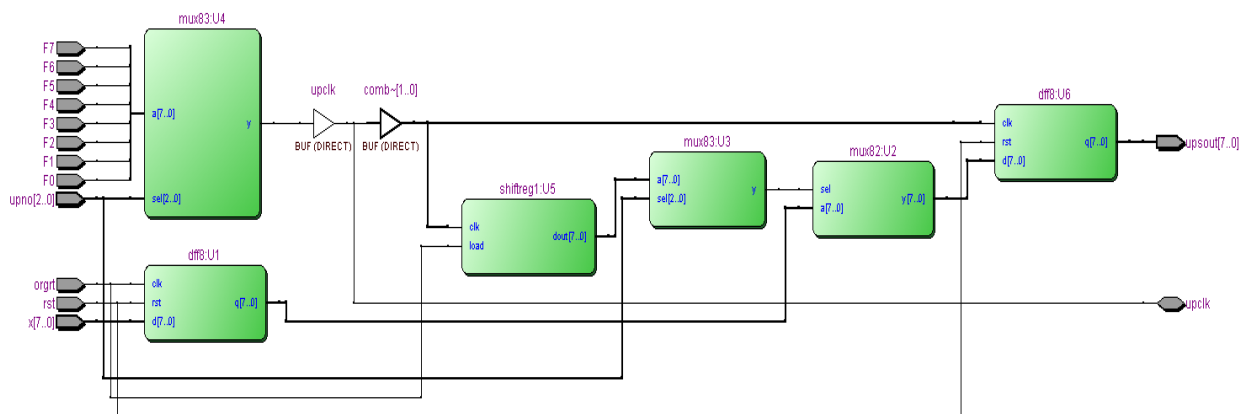 mux83:U4
F7
F6
F5
F4
F3
F2
F1
F0
upno[2..0]
a[7..0]
y
sel[2..0]
upclk
BUF (DIRECT)
comb~[1..0]
BUF (DIRECT)
dff8:U6
clk
rst
d[7..0]
q[7..0]
upsout[7..0]
mux83:U3
a[7..0]
sel[2..0]
y
mux82:U2
sel
a[7..0]
y[7..0]
shiftreg1:U5
clk
load
dout[7..0]
dff8:U1
orgrt
rst
x[7..0]
clk
rst
d[7..0]
q[7..0]
upclk